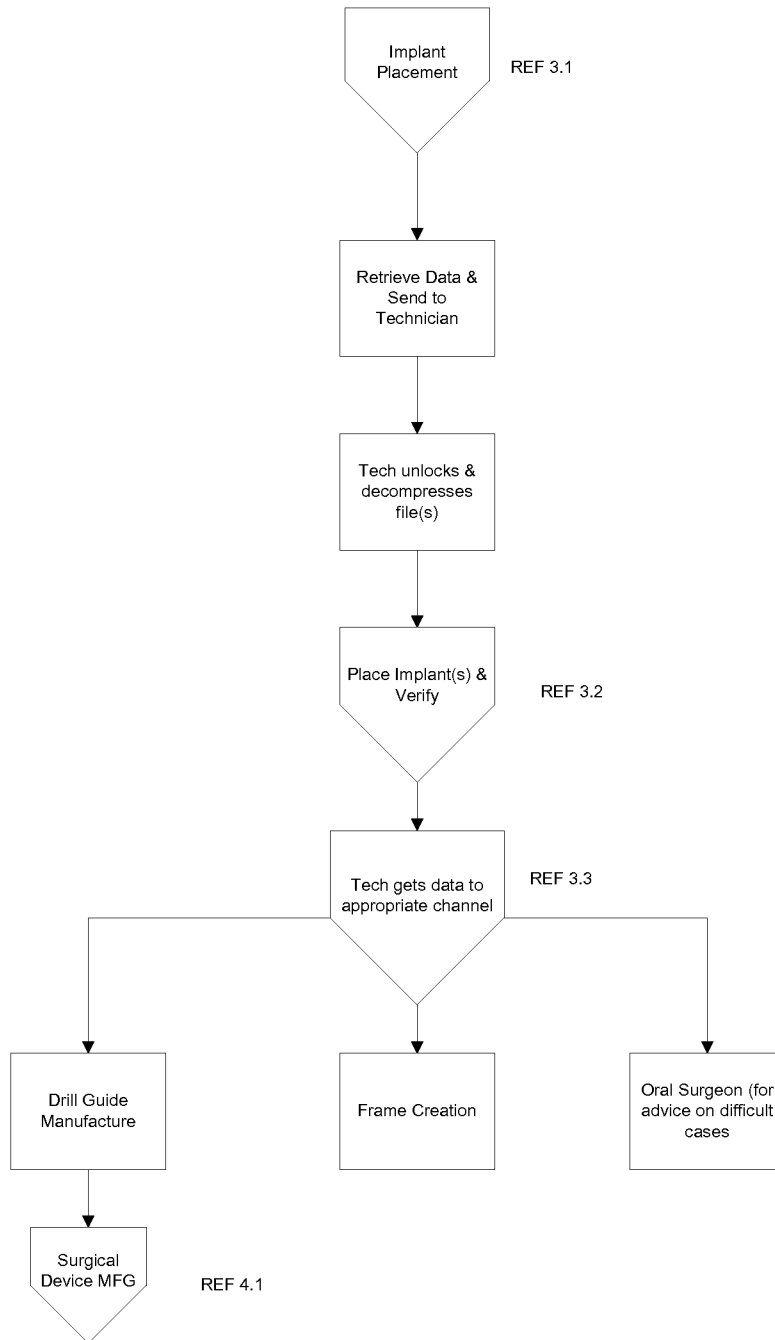 Implant
Placement
REF 3.1
Retrieve Data &
Send to
Technician
Tech unlocks &
decompresses
file(s)
Place Implant(s) &
Verify
REF 3.2
Tech gets data to
appropriate channel
REF 3.3
Drill Guide
Manufacture
Frame Creation
Oral Surgeon (for
advice on difficult
cases
Surgical
Device MFG
REF 4.1